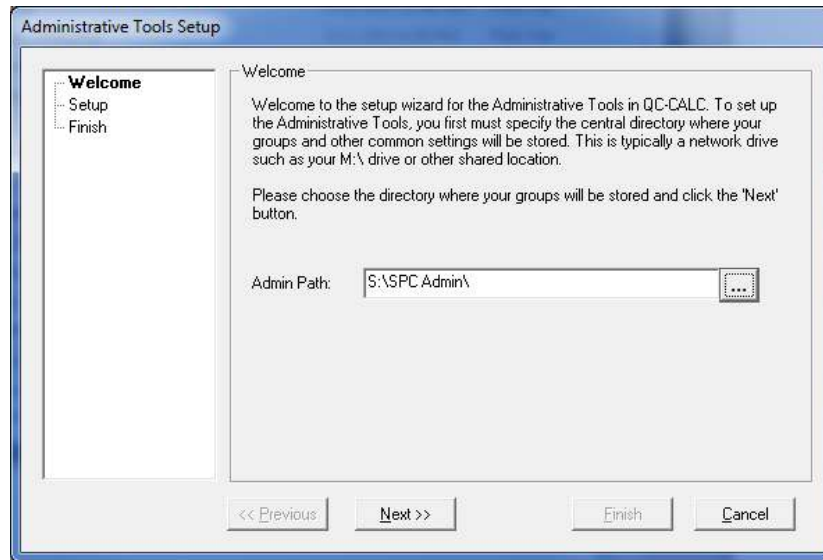 Administrative Tools Setup
Welcome
Setup
Finish
Welcome
Welcome to the setup wizard for the Administrative Tools in QC-CALC. To set up
the Administrative Tools, you first must specify the central directory where your
groups and other common settings will be stored. This is typically a network drive
such as your M:\ drive or other shared location.
Please choose the directory where your groups will be stored and click the 'Next'
button.
Admin Path: S:\SPC Admin\ ...
<< Previous Next >> Finish Cancel